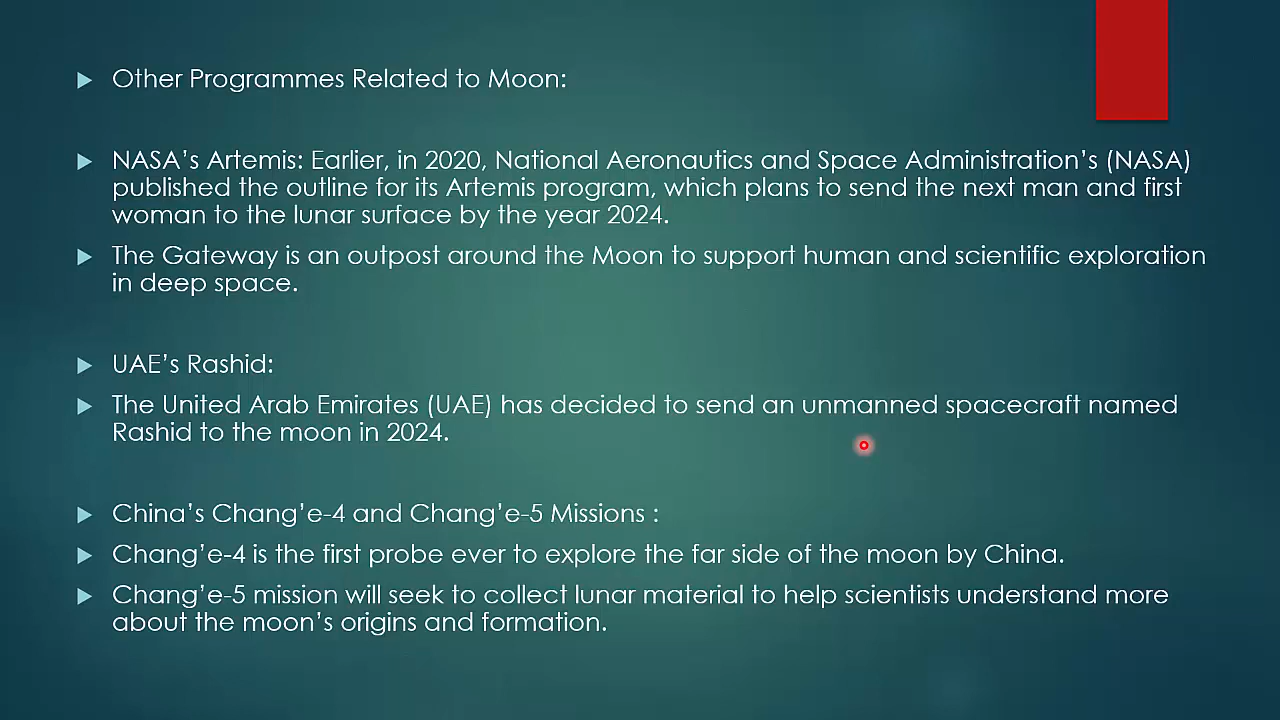 Other Programmes Related to Moon:
NASA’s Artemis: Earlier, in 2020, National Aeronautics and Space Administration’s (NASA)
published the outline for its Artemis program, which plans to send the next man and first
woman to the lunar surface by the year 2024.
The Gateway is an outpost around the Moon to support human and scientific exploration
in deep space.
UAE’s Rashid:
The United Arab Emirates (UAE) has decided to send an unmanned spacecraft named
Rashid to the moon in 2024.
China’s Chang’e-4 and Chang’e-5 Missions :
Chang’e-4 is the first probe ever to explore the far side of the moon by China.
Chang’e-5 mission will seek to collect lunar material to help scientists understand more
about the moon’s origins and formation.